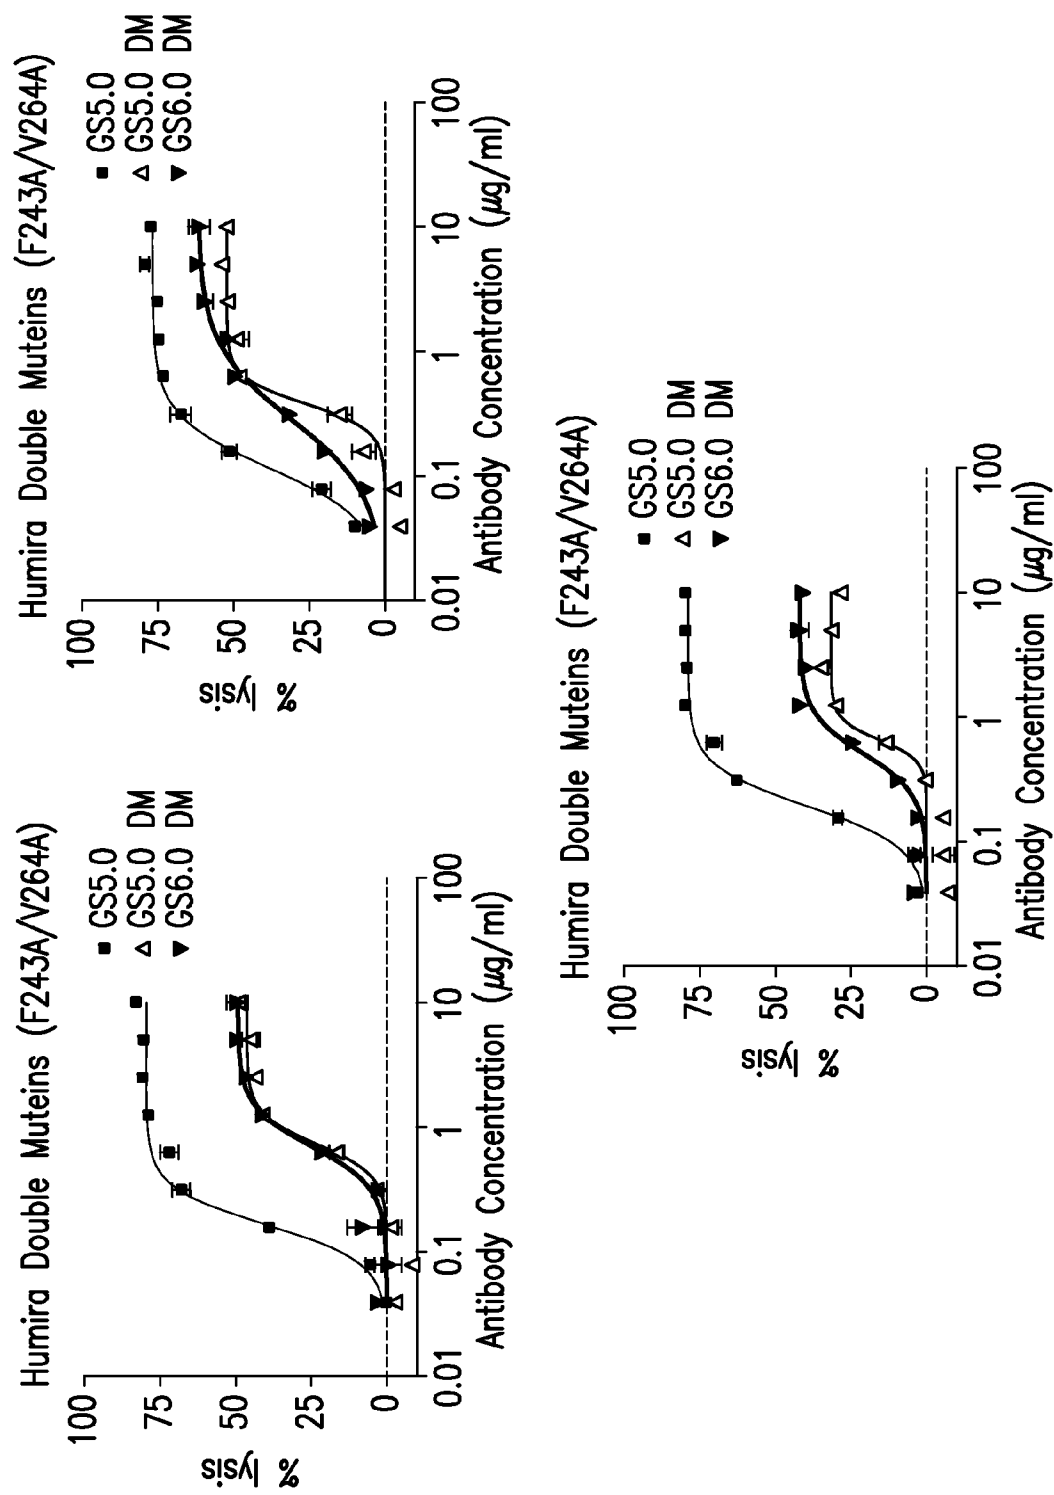 Humira Double Muteins (F243A/V264A)
GS5.0
GS5.0 DM
GS6.0 DM
100
75
50
25
0
% lysis
0.01
0.1
1
10
100
Antibody Concentration (μg/ml)
Humira Double Muteins (F243A/V264A)
GS5.0
GS5.0 DM
GS6.0 DM
100
75
50
25
0
% lysis
0.01
0.1
1
10
100
Antibody Concentration (μg/ml)
Humira Double Muteins (F243A/V264A)
GS5.0
GS5.0 DM
GS6.0 DM
100
75
50
25
0
% lysis
0.01
0.1
1
10
100
Antibody Concentration (μg/ml)